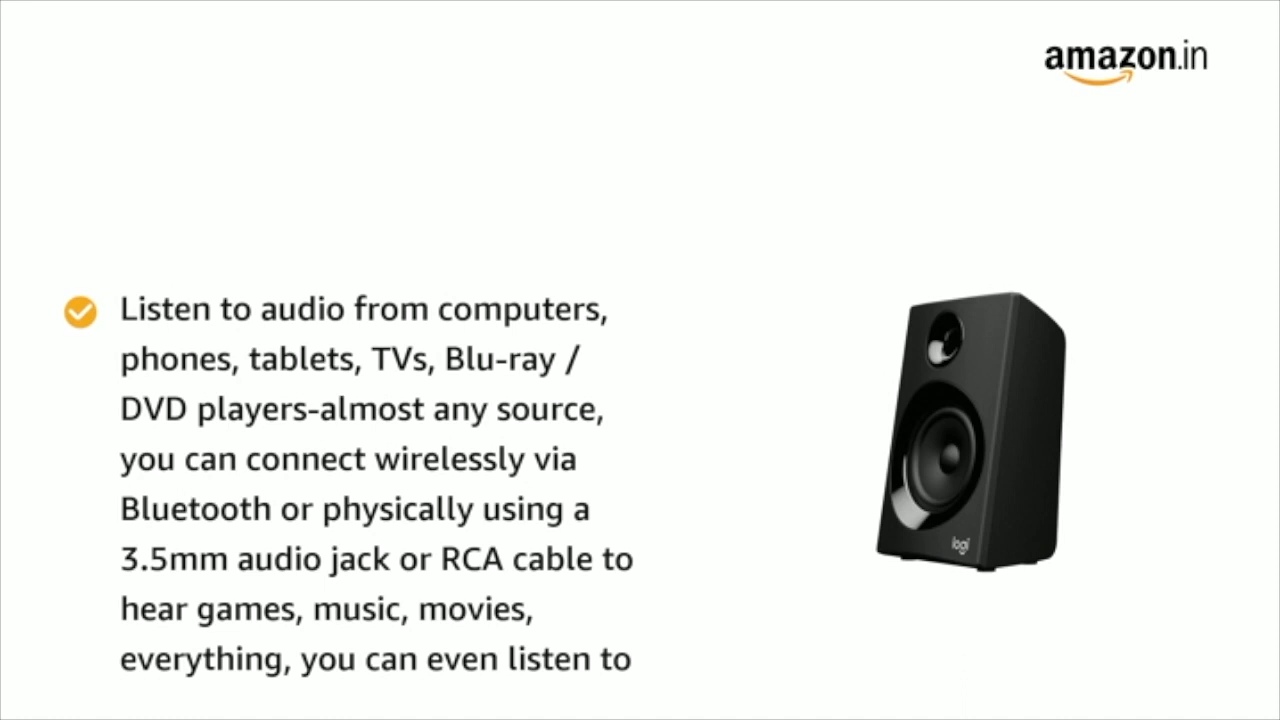 amazon.in
Listen to audio from computers,
phones, tablets, TVs, Blu-ray /
DVD players-almost any source,
you can connect wirelessly via
Bluetooth or physically using a
3.5mm audio jack or RCA cable to
hear games, music, movies,
everything, you can even listen to
logi